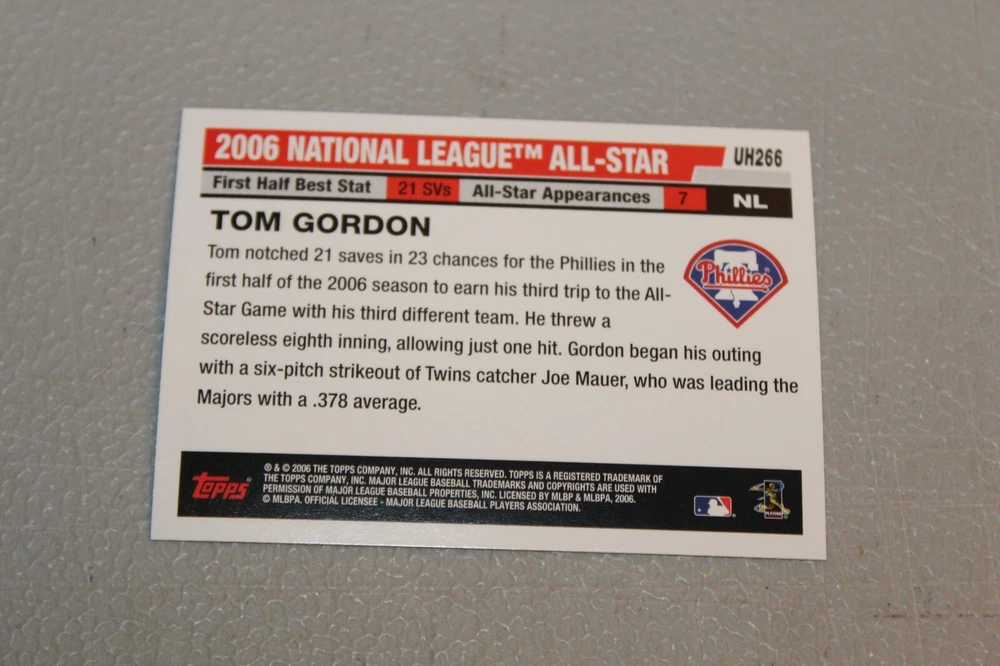 2006 NATIONAL LEAGUE™ ALL-STAR UH266
First Half Best Stat 21 SVs All-Star Appearances 7 NL
TOM GORDON
Tom notched 21 saves in 23 chances for the Phillies in the
first half of the 2006 season to earn his third trip to the All-
Star Game with his third different team. He threw a
scoreless eighth inning, allowing just one hit. Gordon began his outing
with a six-pitch strikeout of Twins catcher Joe Mauer, who was leading the
Majors with a .378 average.
Phillies
Topps
® & © 2006 THE TOPPS COMPANY, INC. ALL RIGHTS RESERVED. TOPPS IS A REGISTERED TRADEMARK OF
THE TOPPS COMPANY, INC. MAJOR LEAGUE BASEBALL TRADEMARKS AND COPYRIGHTS ARE USED WITH
PERMISSION OF MAJOR LEAGUE BASEBALL PROPERTIES, INC. LICENSED BY MLBP & MLBPA, 2006.
© MLBPA. OFFICIAL LICENSEE - MAJOR LEAGUE BASEBALL PLAYERS ASSOCIATION.